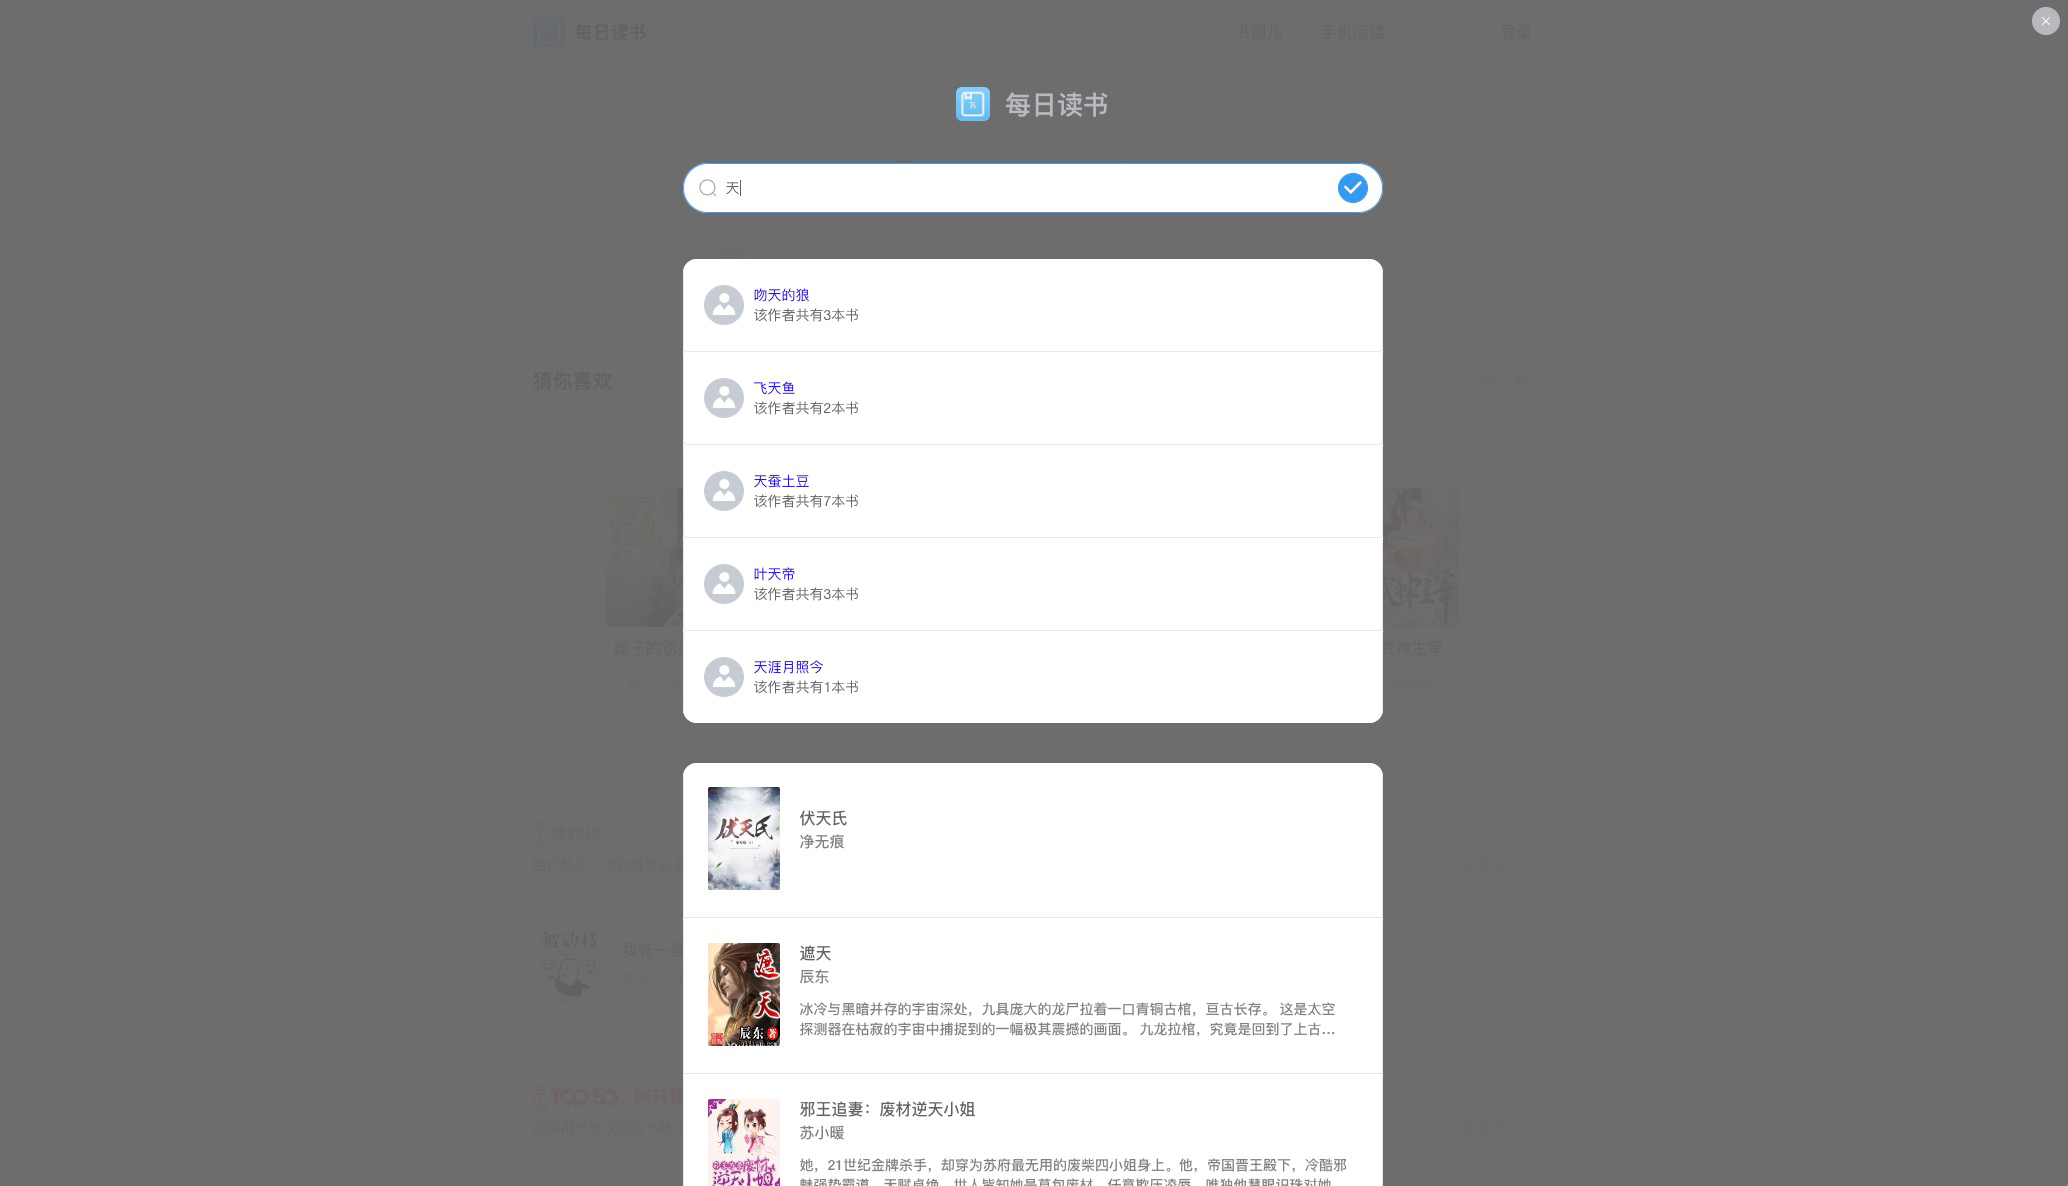 每日读书
书圈儿
手机阅读
登录
每日读书
天
猜你喜欢
吻天的狼
该作者共有3本书
飞天鱼
该作者共有2本书
天蚕土豆
该作者共有7本书
叶天帝
该作者共有3本书
天涯月照今
该作者共有1本书
伏天氏
伏天氏
净无痕
遮天
辰东 著
遮天
辰东
冰冷与黑暗并存的宇宙深处，九具庞大的龙尸拉着一口青铜古棺，亘古长存。 这是太空
探测器在枯寂的宇宙中捕捉到的一幅极其震撼的画面。 九龙拉棺，究竟是回到了上古...
邪王追妻：废材逆天小姐
苏小暖
她，21世纪金牌杀手，却穿为苏府最无用的废柴四小姐身上。他，帝国晋王殿下，冷酷邪